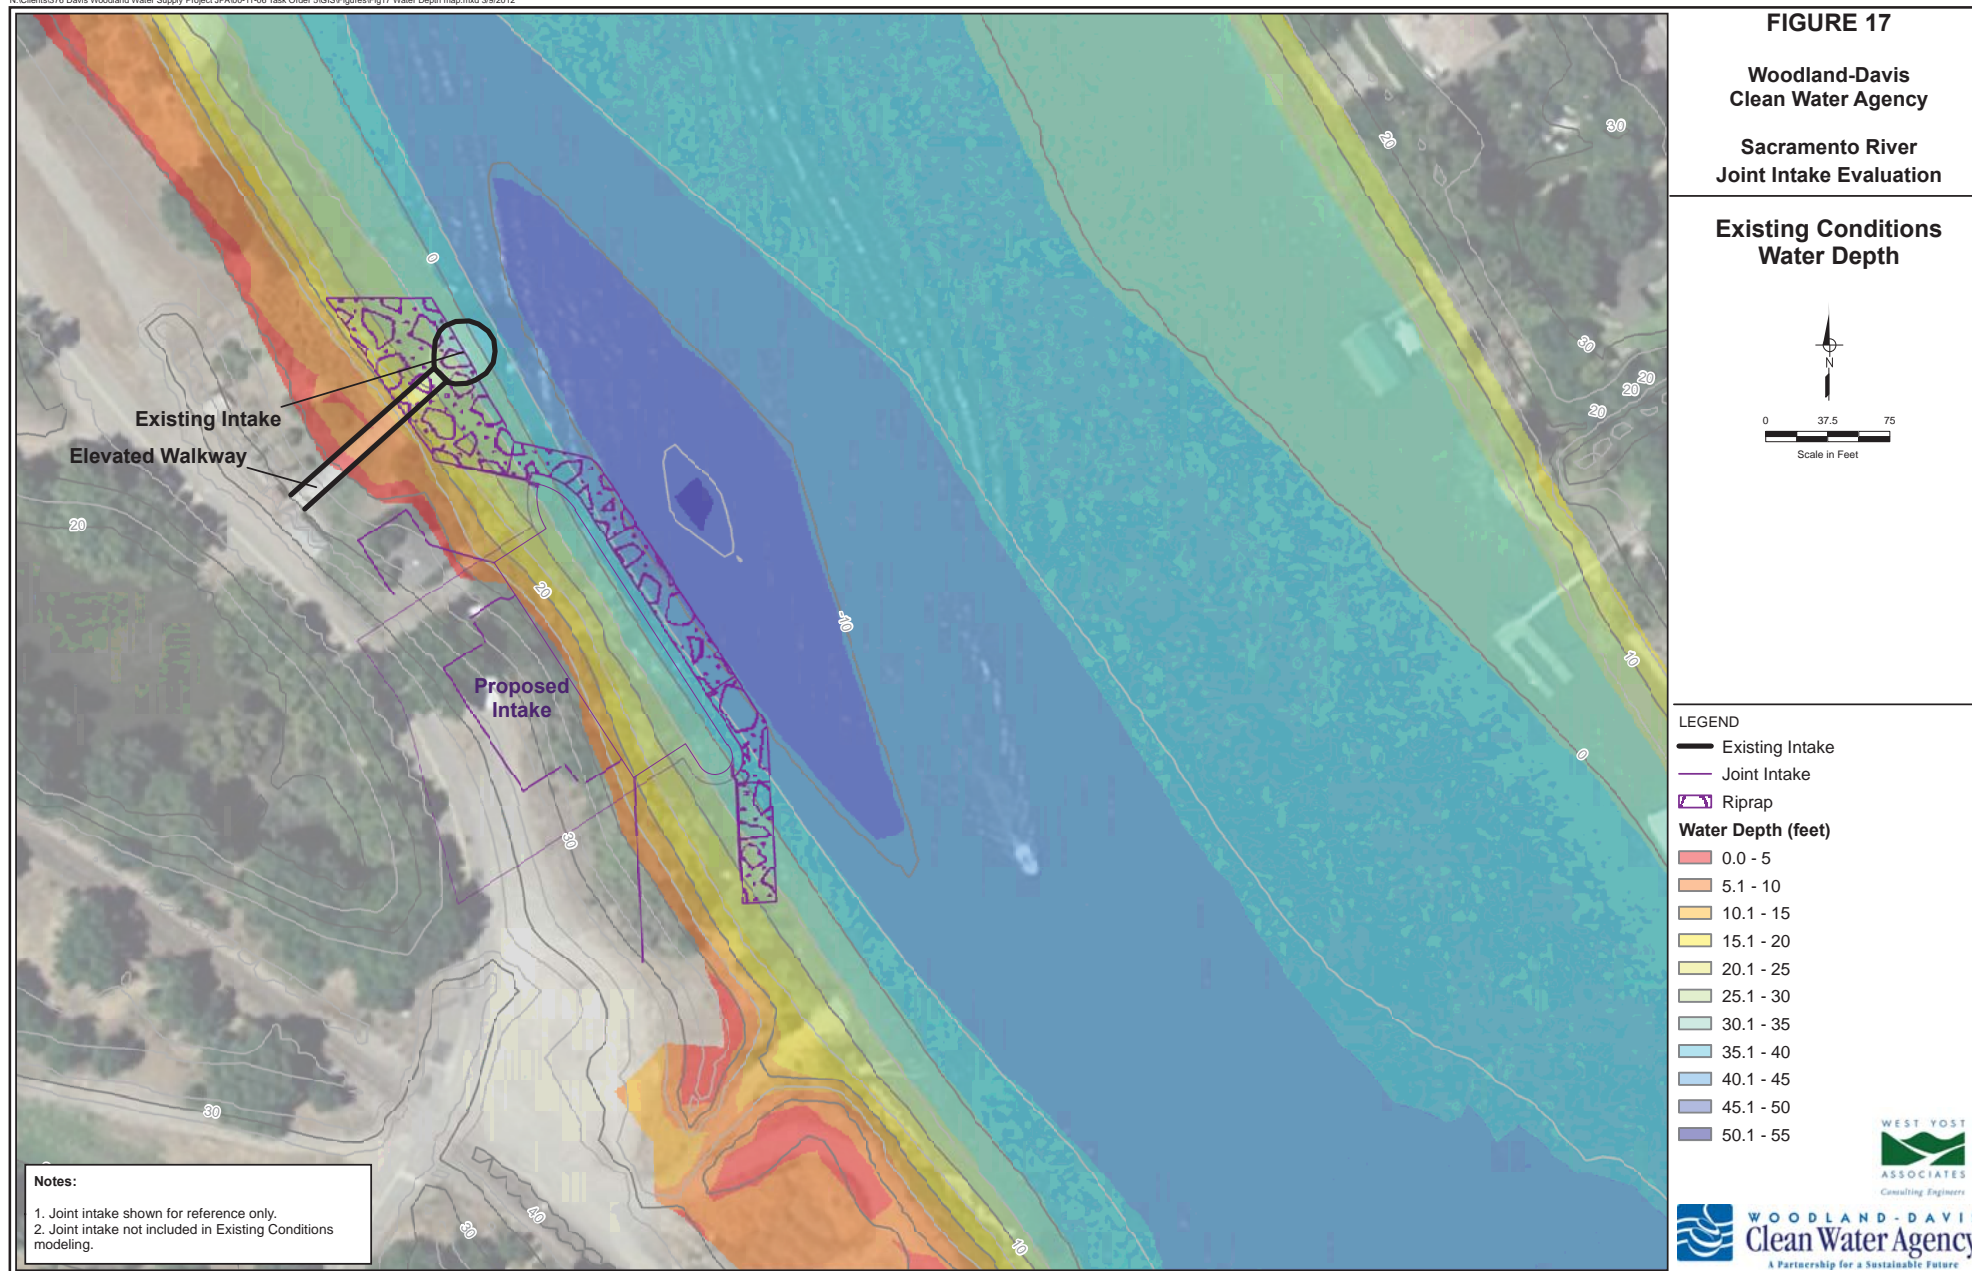 FIGURE 17
Woodland-Davis
Clean Water Agency
Sacramento River
Joint Intake Evaluation
Existing Conditions
Water Depth
N
0 37.5 75
Scale in Feet
LEGEND
Existing Intake
Joint Intake
Riprap
Water Depth (feet)
0.0 - 5
5.1 - 10
10.1 - 15
15.1 - 20
20.1 - 25
25.1 - 30
30.1 - 35
35.1 - 40
40.1 - 45
45.1 - 50
50.1 - 55
WEST YOST
ASSOCIATES
Consulting Engineers
WOODLAND-DAVI
Clean Water Agency
A Partnership for a Sustainable Future
Existing Intake
Elevated Walkway
Proposed
Intake
0
20
30
30
20
20
20
10
0
-10
20
20
30
30
30
40
10
Notes:
1. Joint intake shown for reference only.
2. Joint intake not included in Existing Conditions
modeling.